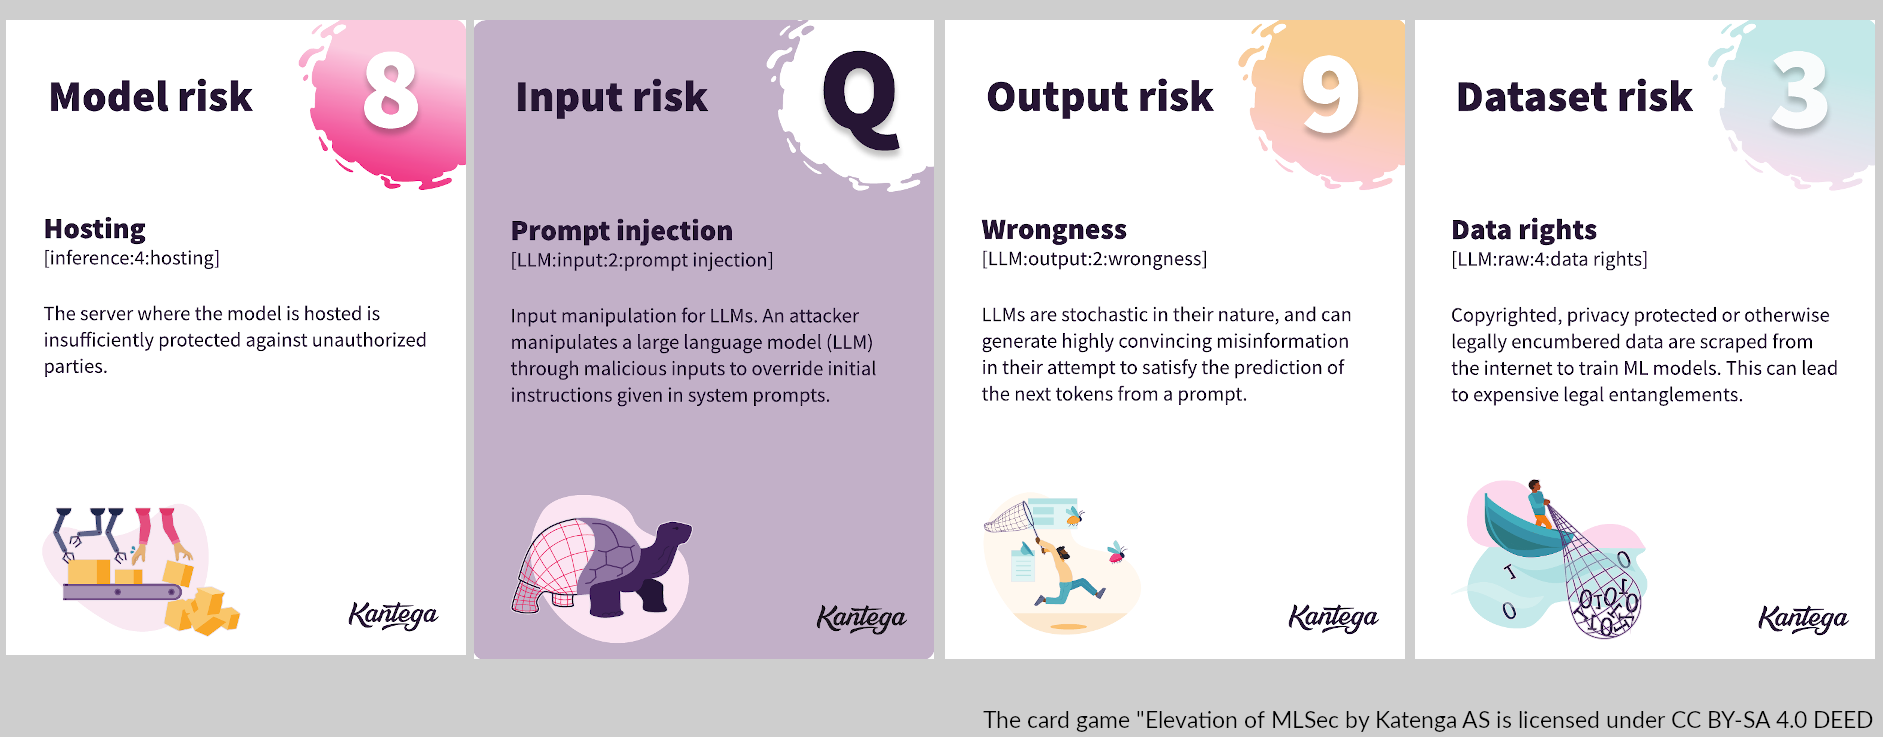 Model risk
8
Hosting
[inference:4:hosting]
The server where the model is hosted is
insufficiently protected against unauthorized
parties.
Kantega
Input risk
Q
Prompt injection
[LLM:input:2:prompt injection]
Input manipulation for LLMs. An attacker
manipulates a large language model (LLM)
through malicious inputs to override initial
instructions given in system prompts.
Kantega
Output risk
9
Wrongness
[LLM:output:2:wrongness]
LLMs are stochastic in their nature, and can
generate highly convincing misinformation
in their attempt to satisfy the prediction of
the next tokens from a prompt.
Kantega
Dataset risk
3
Data rights
[LLM:raw:4:data rights]
Copyrighted, privacy protected or otherwise
legally encumbered data are scraped from
the internet to train ML models. This can lead
to expensive legal entanglements.
Kantega
The card game "Elevation of MLSec by Katenga AS is licensed under CC BY-SA 4.0 DEED